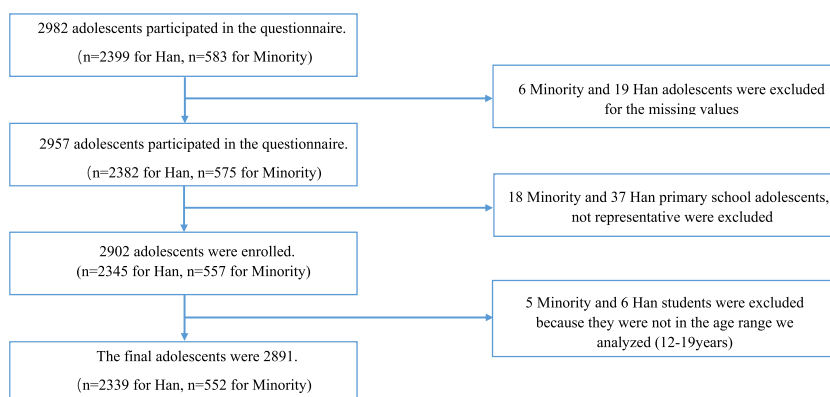 2982 adolescents participated in the questionnaire.
(n=2399 for Han, n=583 for Minority)
6 Minority and 19 Han adolescents were excluded
for the missing values
2957 adolescents participated in the questionnaire.
(n=2382 for Han, n=575 for Minority)
18 Minority and 37 Han primary school adolescents,
not representative were excluded
2902 adolescents were enrolled.
(n=2345 for Han, n=557 for Minority)
5 Minority and 6 Han students were excluded
because they were not in the age range we
analyzed (12-19years)
The final adolescents were 2891.
(n=2339 for Han, n=552 for Minority)